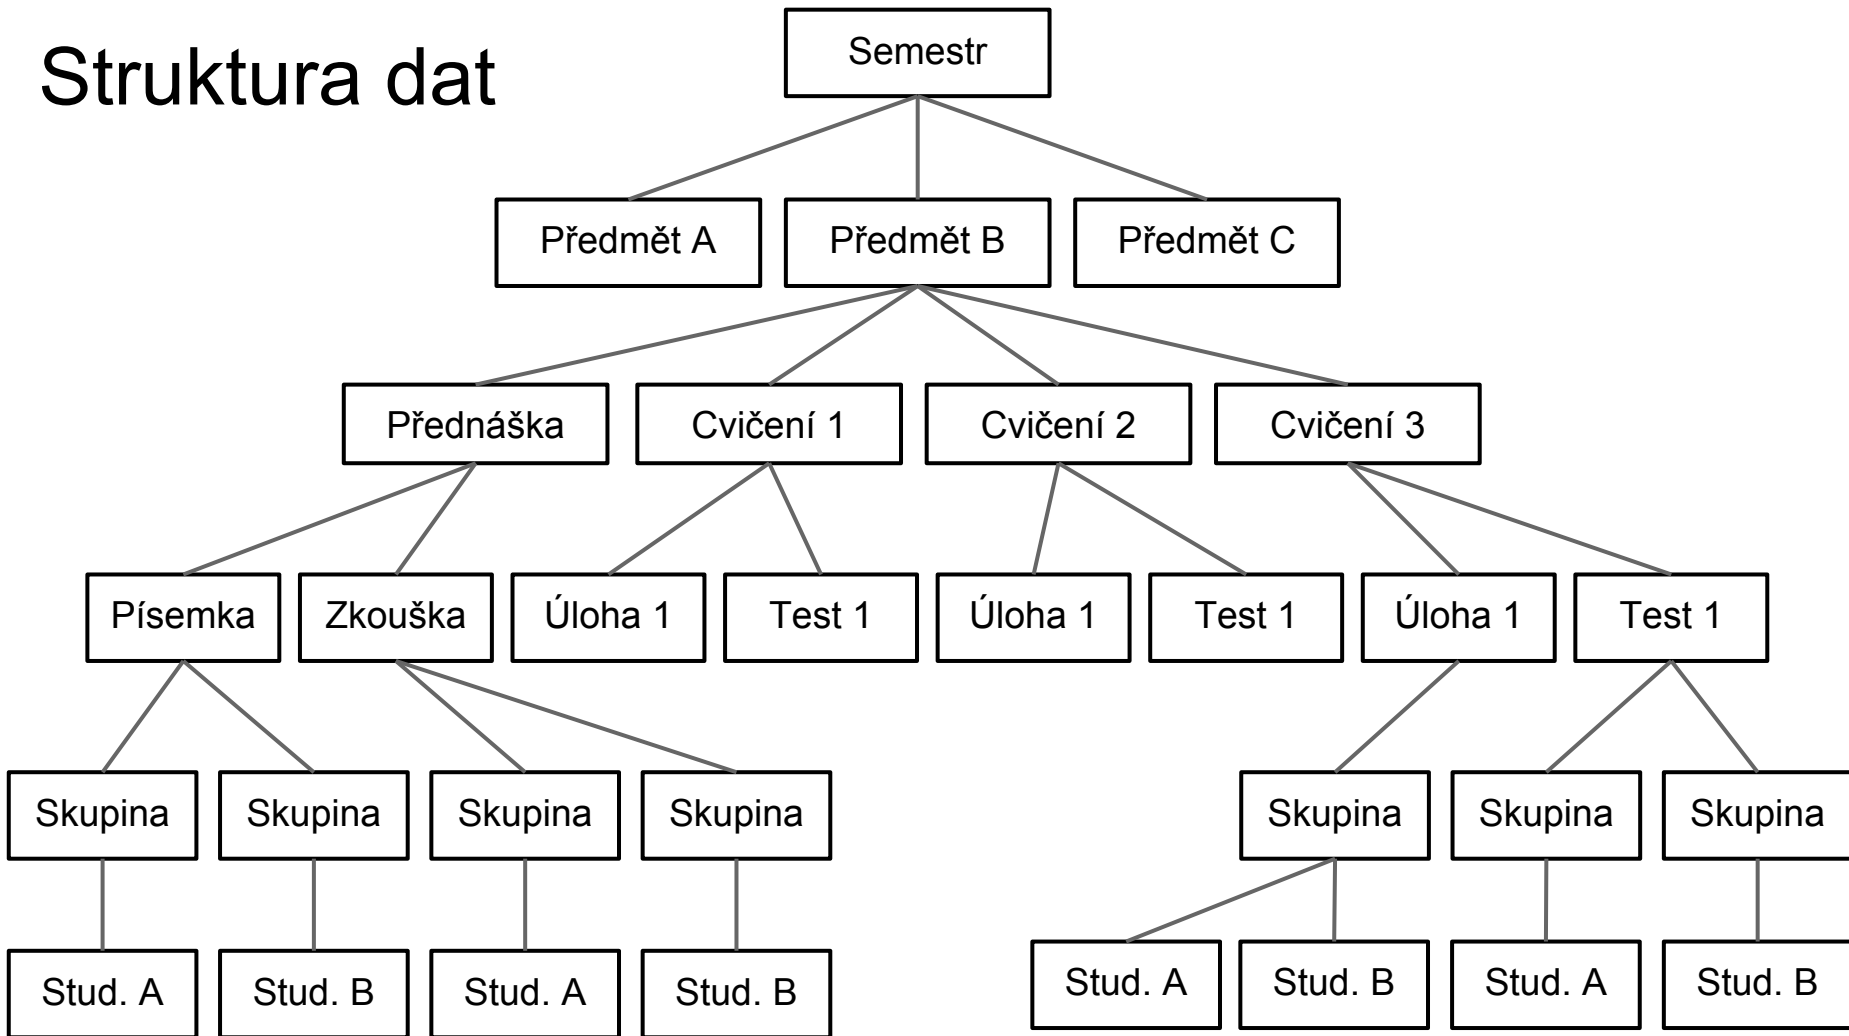 Struktura dat
Semestr
Předmět A
Předmět B
Předmět C
Přednáška
Cvičení 1
Cvičení 2
Cvičení 3
Písemka
Zkouška
Úloha 1
Test 1
Úloha 1
Test 1
Úloha 1
Test 1
Skupina
Skupina
Skupina
Skupina
Skupina
Skupina
Skupina
Stud. A
Stud. B
Stud. A
Stud. B
Stud. A
Stud. B
Stud. A
Stud. B